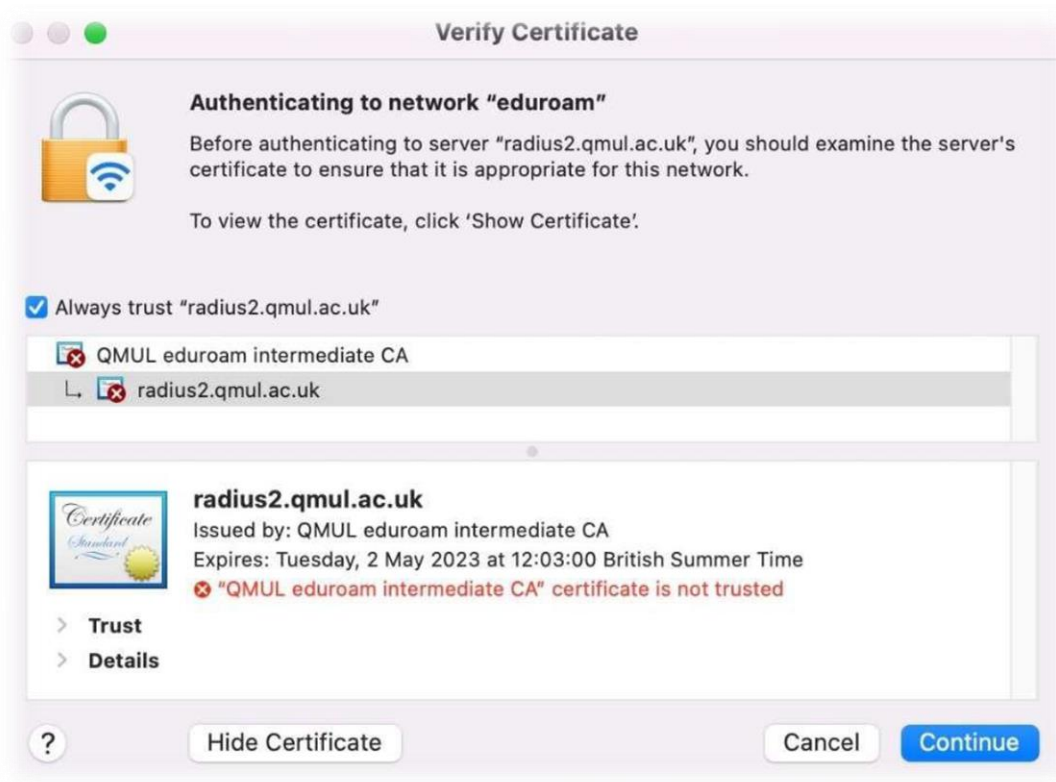 Verify Certificate
Authenticating to network “eduroam”
Before authenticating to server “radius2.qmul.ac.uk”, you should examine the server's
certificate to ensure that it is appropriate for this network.
To view the certificate, click ‘Show Certificate’.
Always trust “radius2.qmul.ac.uk”
QMUL eduroam intermediate CA
radius2.qmul.ac.uk
Certificate
Standard
radius2.qmul.ac.uk
Issued by: QMUL eduroam intermediate CA
Expires: Tuesday, 2 May 2023 at 12:03:00 British Summer Time
“QMUL eduroam intermediate CA” certificate is not trusted
Trust
Details
? Hide Certificate Cancel Continue